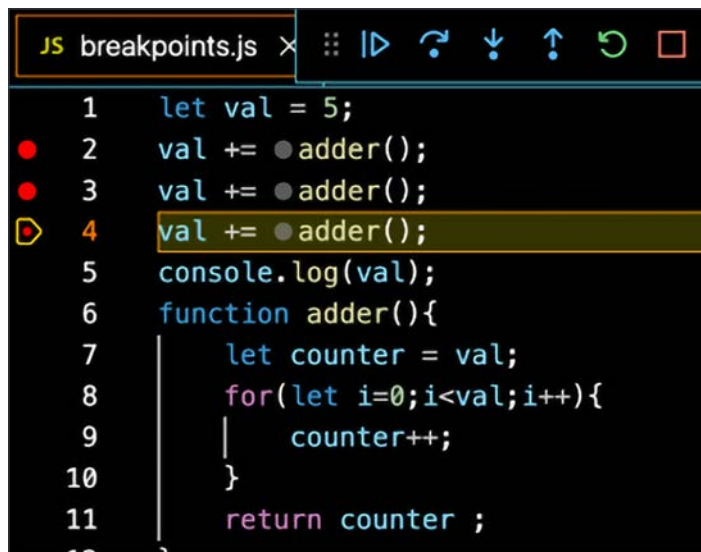 JS breakpoints.js
1 let val = 5;
2 val += adder();
3 val += adder();
4 val += adder();
5 console.log(val);
6 function adder(){
7 let counter = val;
8 for(let i=0;i<val;i++){
9 counter++;
10 }
11 return counter ;